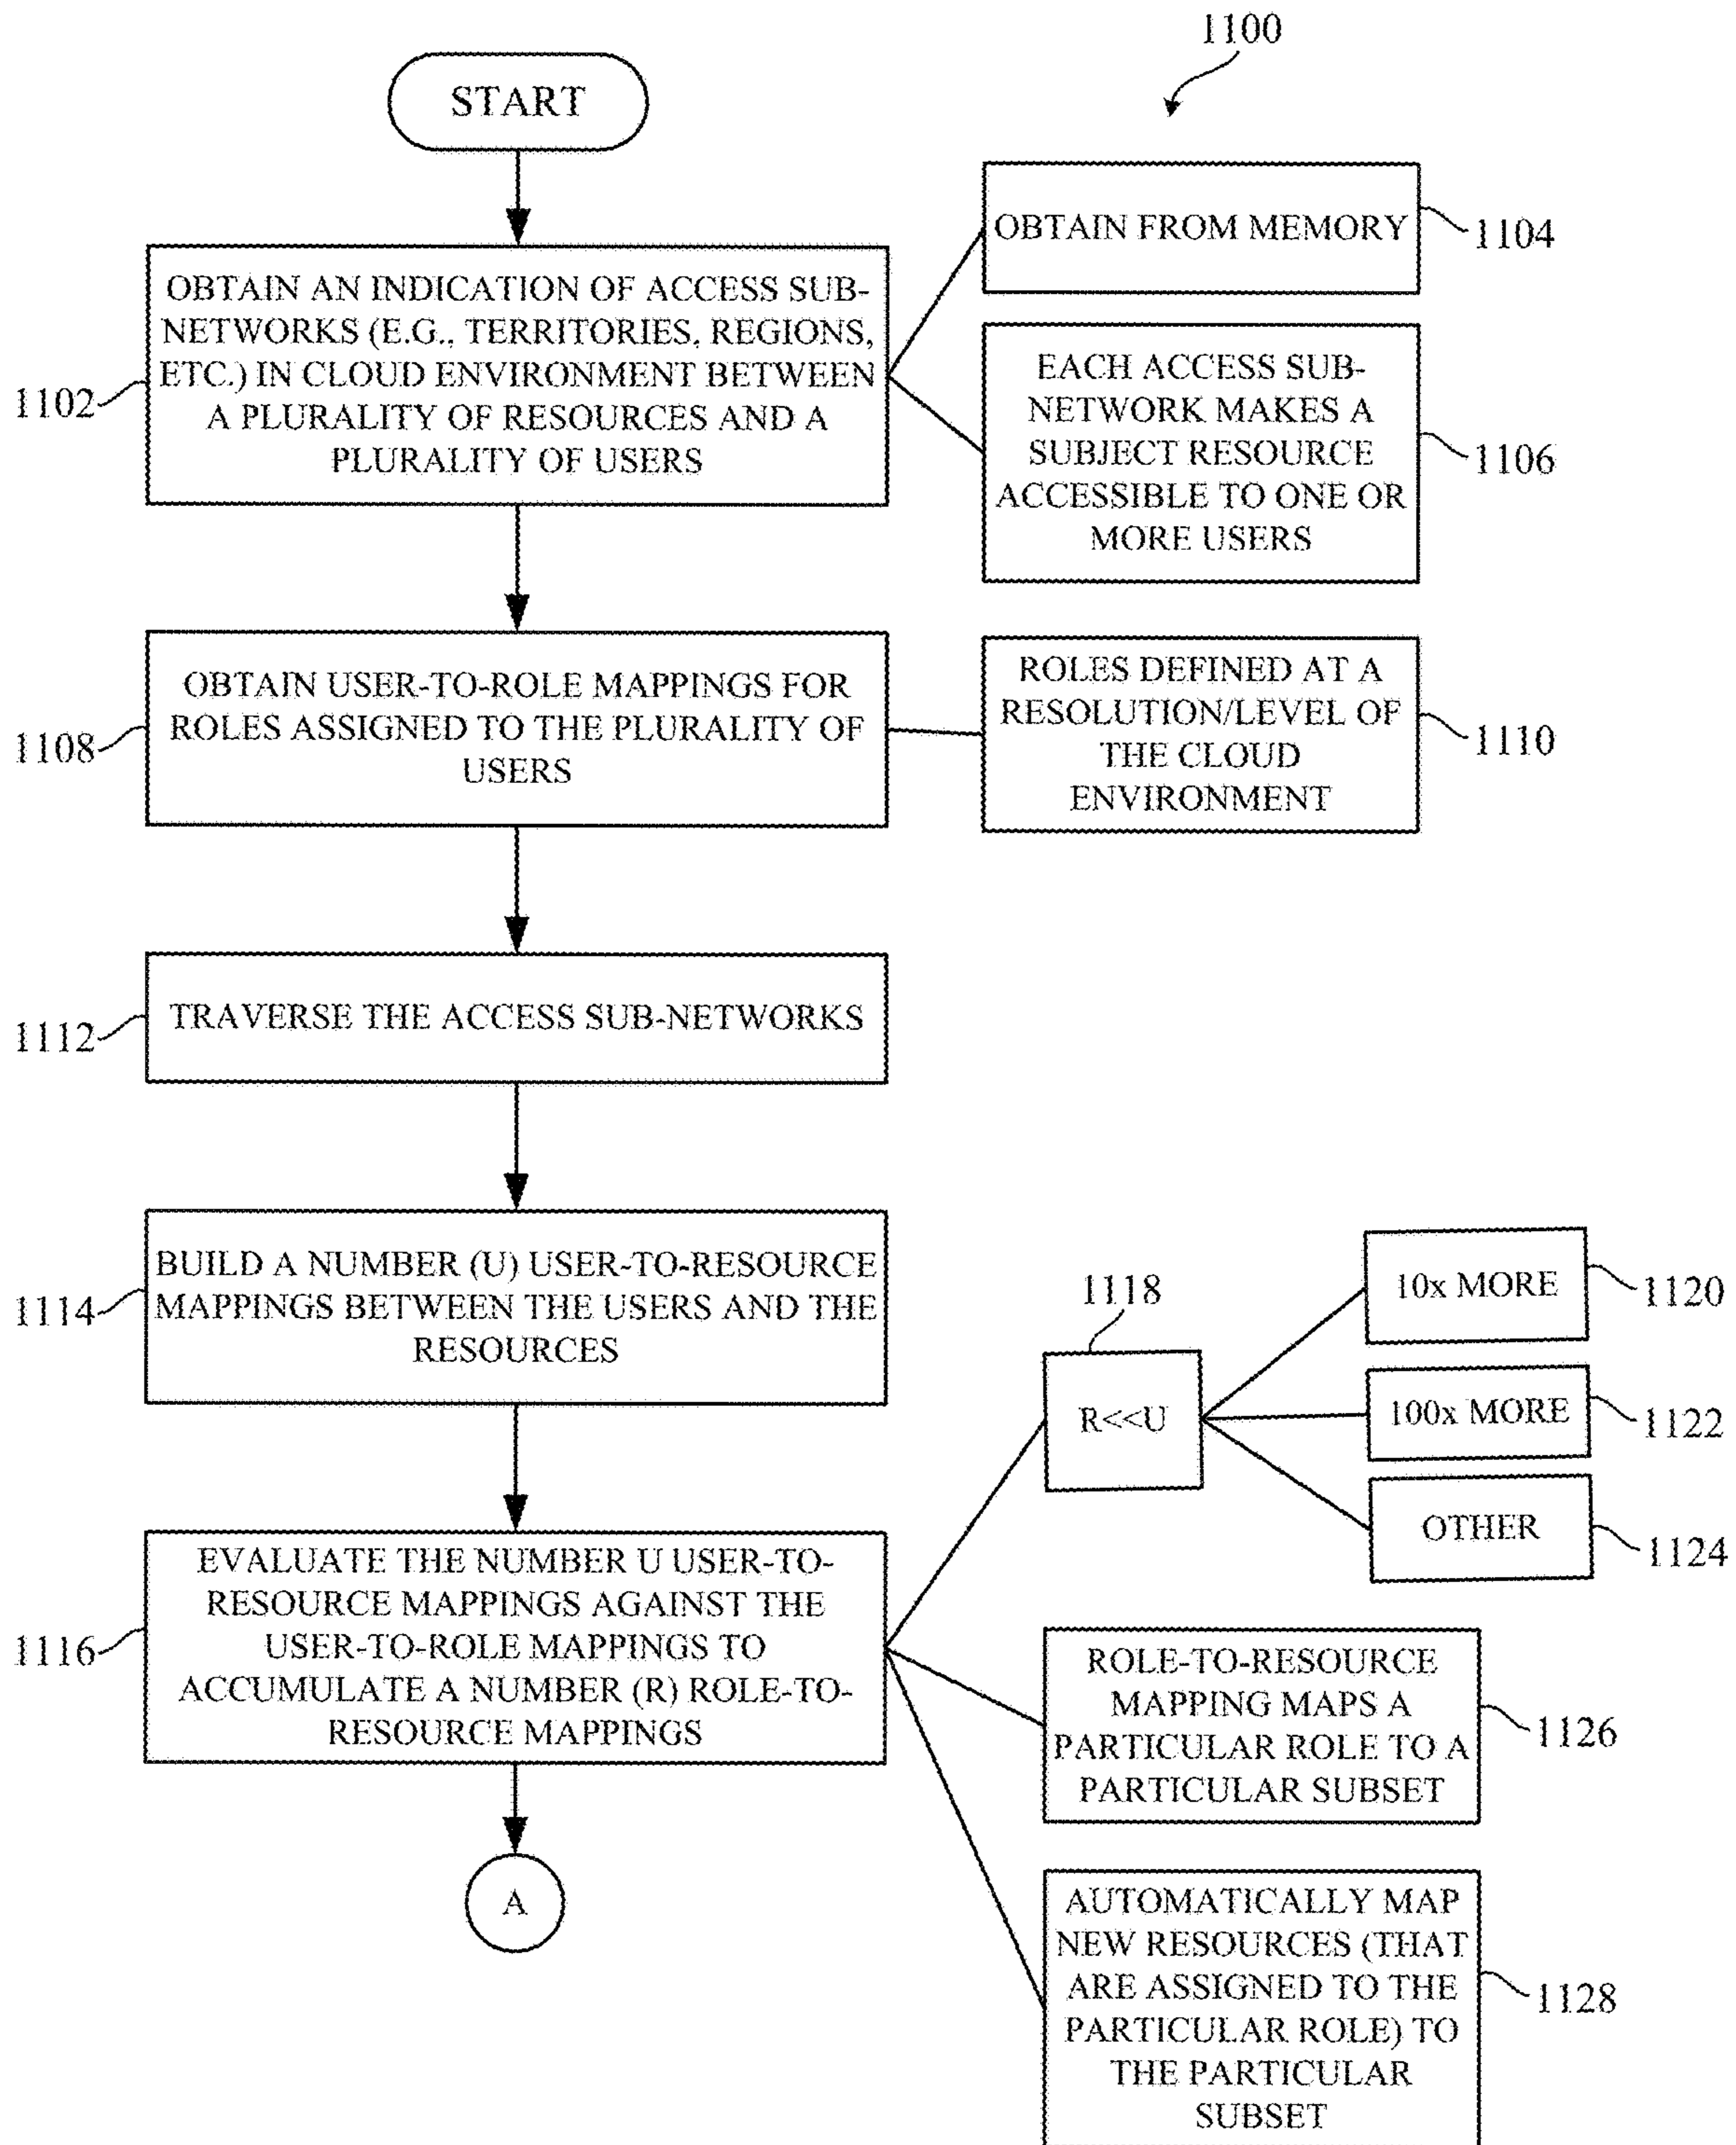 1100
START
OBTAIN FROM MEMORY
1104
OBTAIN AN INDICATION OF ACCESS SUB-
NETWORKS (E.G., TERRITORIES, REGIONS,
ETC.) IN CLOUD ENVIRONMENT BETWEEN
A PLURALITY OF RESOURCES AND A
PLURALITY OF USERS
1102
EACH ACCESS SUB-
NETWORK MAKES A
SUBJECT RESOURCE
ACCESSIBLE TO ONE OR
MORE USERS
1106
OBTAIN USER-TO-ROLE MAPPINGS FOR
ROLES ASSIGNED TO THE PLURALITY OF
USERS
1108
ROLES DEFINED AT A
RESOLUTION/LEVEL OF
THE CLOUD
ENVIRONMENT
1110
TRAVERSE THE ACCESS SUB-NETWORKS
1112
BUILD A NUMBER (U) USER-TO-RESOURCE
MAPPINGS BETWEEN THE USERS AND THE
RESOURCES
1114
1118
R<<U
10x MORE
1120
100x MORE
1122
OTHER
1124
EVALUATE THE NUMBER U USER-TO-
RESOURCE MAPPINGS AGAINST THE
USER-TO-ROLE MAPPINGS TO
ACCUMULATE A NUMBER (R) ROLE-TO-
RESOURCE MAPPINGS
1116
ROLE-TO-RESOURCE
MAPPING MAPS A
PARTICULAR ROLE TO A
PARTICULAR SUBSET
1126
A
AUTOMATICALLY MAP
NEW RESOURCES (THAT
ARE ASSIGNED TO THE
PARTICULAR ROLE) TO
THE PARTICULAR
SUBSET
1128